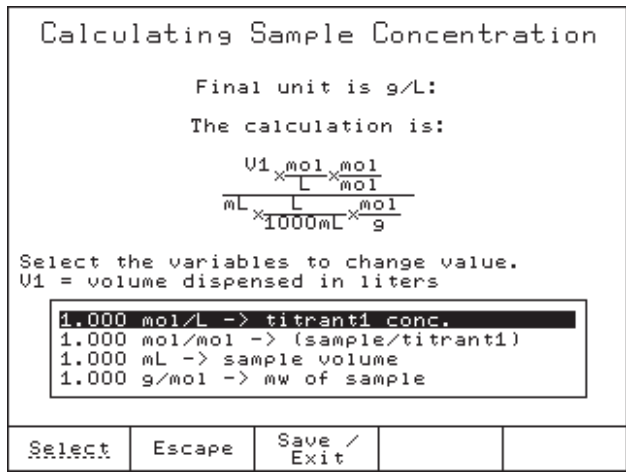 Calculating Sample Concentration
Final unit is g/L:
The calculation is:
V1 × mol/L × mol/mol
mL × L/1000mL × mol/g
Select the variables to change value.
V1 = volume dispensed in liters
1.000 mol/L -> titrant1 conc.
1.000 mol/mol -> (sample/titrant1)
1.000 mL -> sample volume
1.000 g/mol -> mw of sample
Select Escape Save / Exit